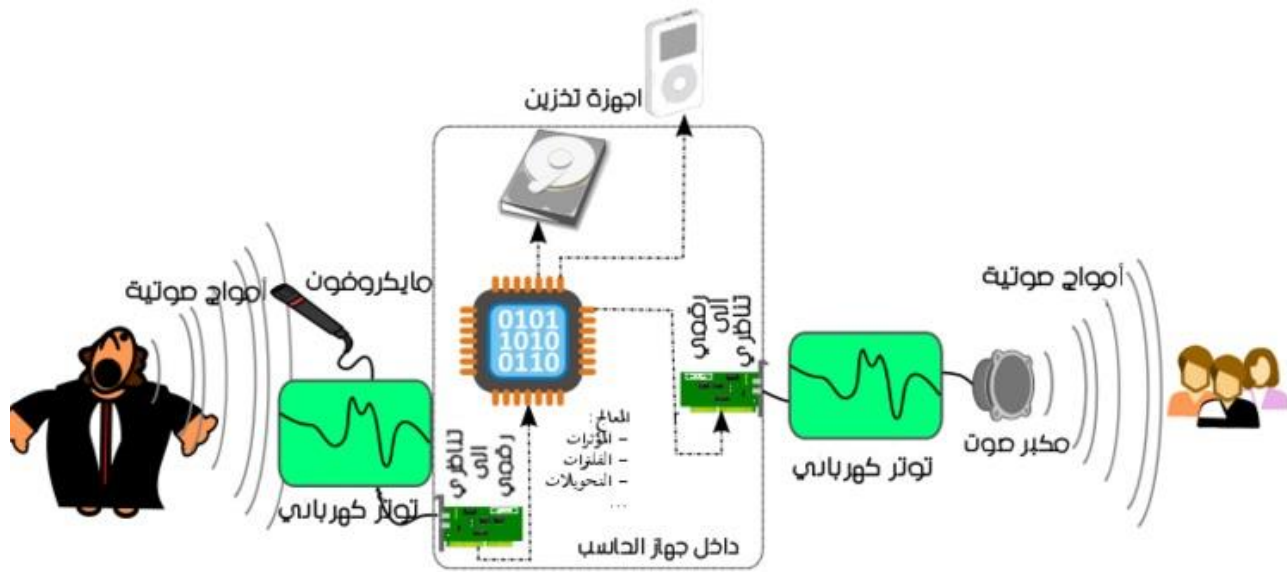 اجهزة تخزين
أمواج صوتية
مايكروفون
توتر كهربائي
تناظري
الى
رقمي
0101
1010
0110
المعالج:
- المؤثرات
- الفلترات
- التحويلات
...
داخل جهاز الحاسب
رقمي
الى
تناظري
توتر كهربائي
مكبر صوت
أمواج صوتية